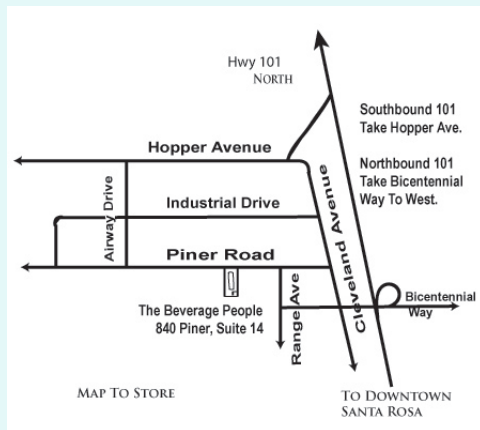 Hwy 101
NORTH
Southbound 101
Take Hopper Ave.
Northbound 101
Take Bicentennial
Way To West.
Hopper Avenue
Airway Drive
Industrial Drive
Cleveland Avenue
Piner Road
The Beverage People
840 Piner, Suite 14
Range Ave
Bicentennial
Way
MAP TO STORE
TO DOWNTOWN
SANTA ROSA